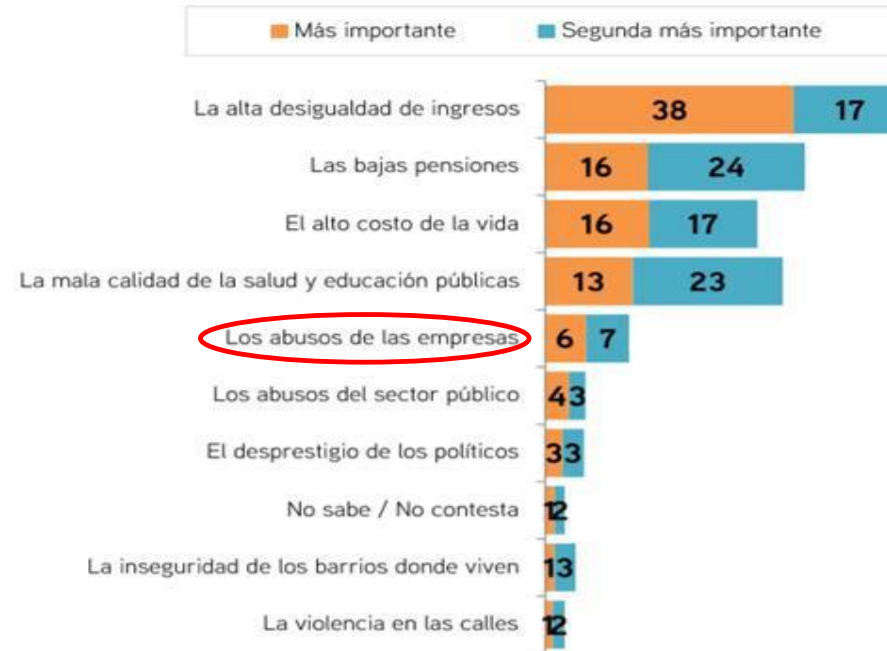 Más importante Segunda más importante
La alta desigualdad de ingresos 38 17
Las bajas pensiones 16 24
El alto costo de la vida 16 17
La mala calidad de la salud y educación públicas 13 23
Los abusos de las empresas 6 7
Los abusos del sector público 4 3
El desprestigio de los políticos 3 3
No sabe / No contesta 1 2
La inseguridad de los barrios donde viven 1 3
La violencia en las calles 1 2